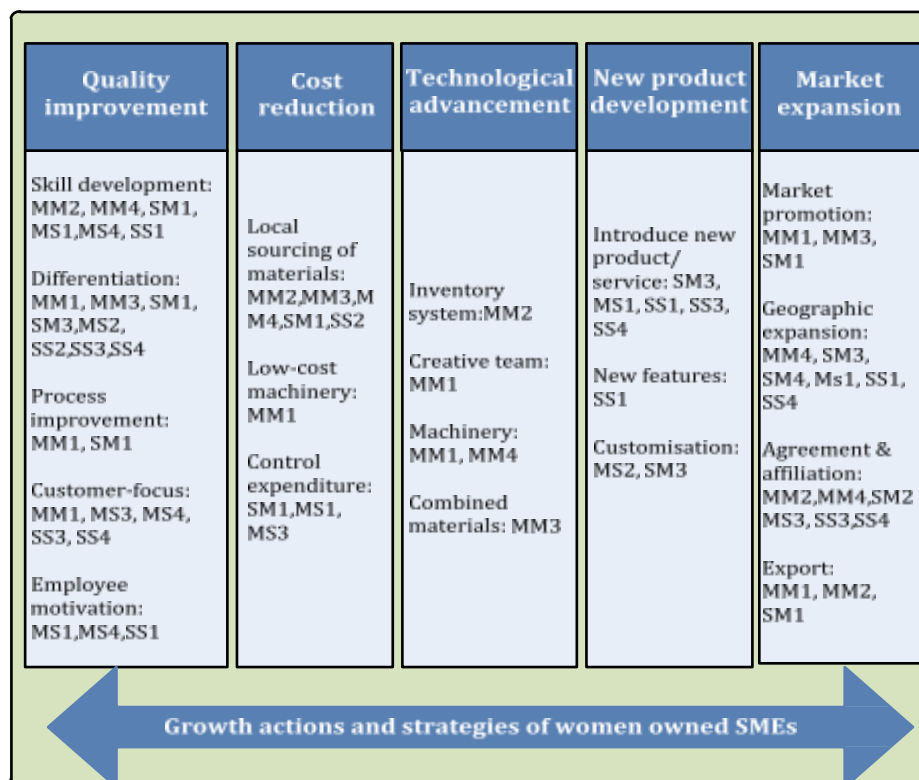 Quality
improvement
Skill development:
MM2, MM4, SM1,
MS1,MS4, SS1
Differentiation:
MM1, MM3, SM1,
SM3,MS2,
SS2,SS3,SS4
Process
improvement:
MM1, SM1
Customer-focus:
MM1, MS3, MS4,
SS3, SS4
Employee
motivation:
MS1,MS4,SS1
Cost
reduction
Local
sourcing of
materials:
MM2,MM3,M
M4,SM1,SS2
Low-cost
machinery:
MM1
Control
expenditure:
SM1,MS1,
MS3
Technological
advancement
Inventory
system:MM2
Creative team:
MM1
Machinery:
MM1, MM4
Combined
materials: MM3
New product
development
Introduce new
product/
service: SM3,
MS1, SS1, SS3,
SS4
New features:
SS1
Customisation:
MS2, SM3
Market
expansion
Market
promotion:
MM1, MM3,
SM1
Geographic
expansion:
MM4, SM3,
SM4, Ms1, SS1,
SS4
Agreement &
affiliation:
MM2,MM4,SM2
MS3, SS3,SS4
Export:
MM1, MM2,
SM1
Growth actions and strategies of women owned SMEs